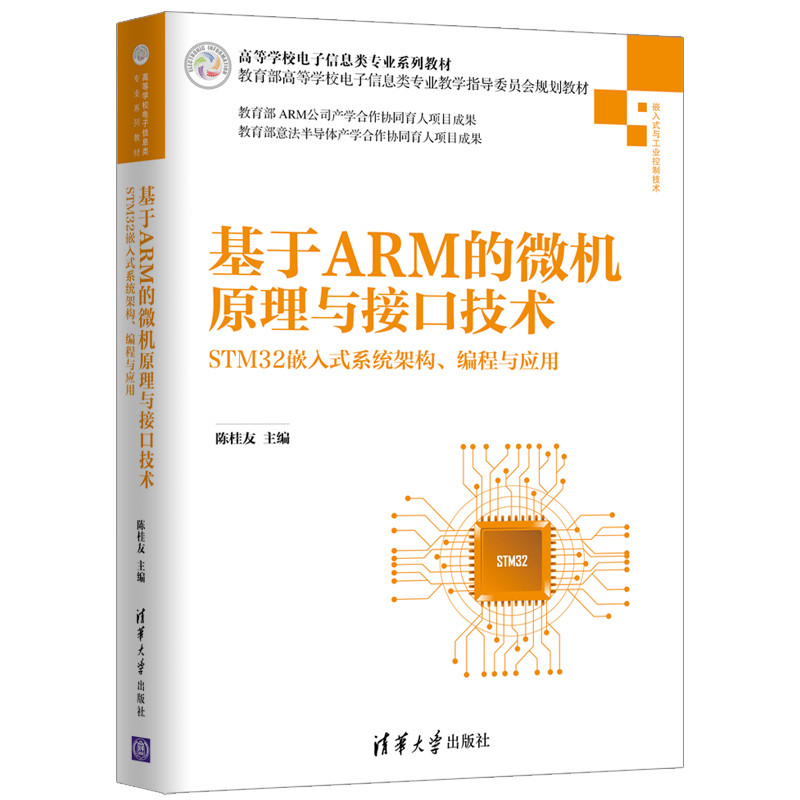 高等学校电子信息类专业系列教材
教育部高等学校电子信息类专业教学指导委员会规划教材
教育部 ARM公司产学合作协同育人项目成果
教育部意法半导体产学合作协同育人项目成果
嵌入式与工业控制技术
基于ARM的微机
原理与接口技术
STM32嵌入式系统架构、编程与应用
陈桂友 主编
STM32
清华大学出版社
高等学校电子信息类
专业系列教材
基于ARM的微机原理与接口技术
STM32嵌入式系统架构、编程与应用
陈桂友 主编
清华大学出版社
ELECTRONIC INFORMATION